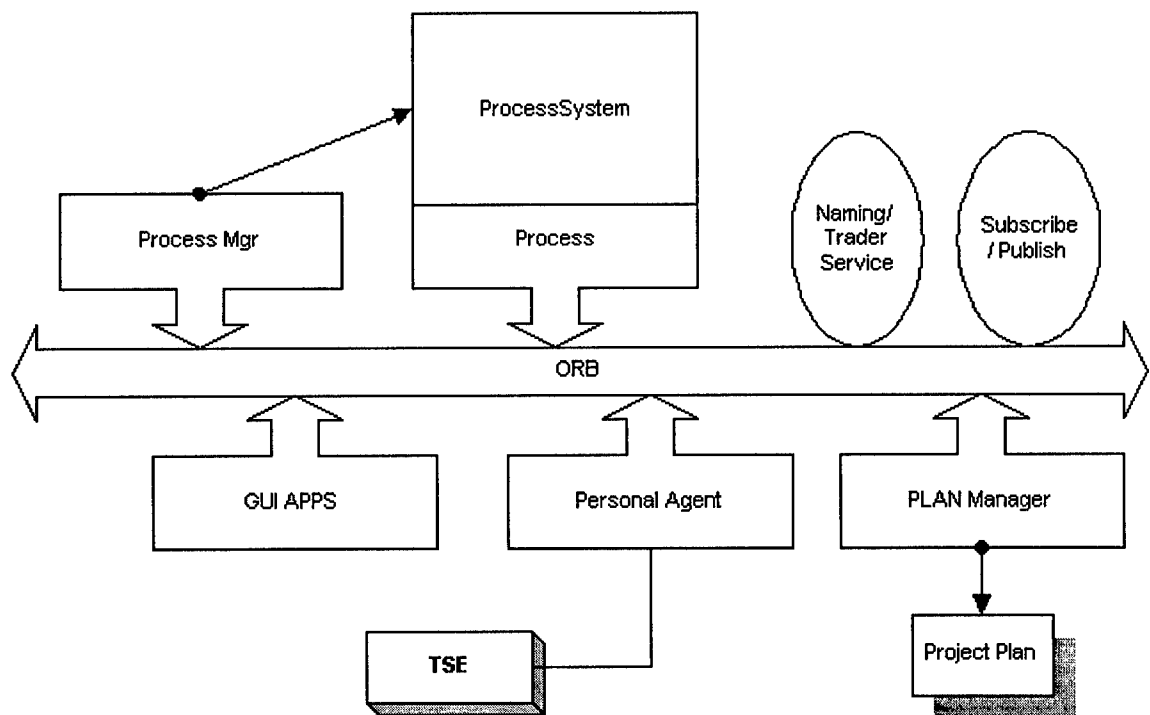 ProcessSystem
Process Mgr
Process
Naming/
Trader
Service
Subscribe
/ Publish
ORB
GUI APPS
Personal Agent
PLAN Manager
TSE
Project Plan